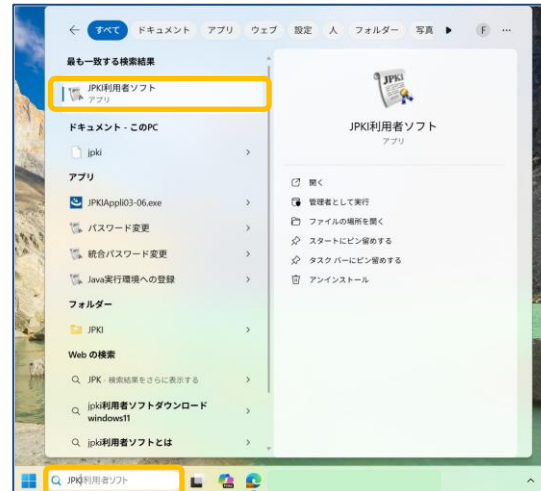 すべて ドキュメント アプリ ウェブ 設定 人 フォルダー 写真 F
最も一致する検索結果
JPKI利用者ソフト
アプリ
ドキュメント - このPC
jpki
アプリ
JPKIAppli03-06.exe
パスワード変更
統合パスワード変更
Java実行環境への登録
フォルダー
JPKI
Web の検索
JPK - 検索結果をさらに表示する
jpki利用者ソフトダウンロード
windows11
jpki利用者ソフトとは
JPKI
JPKI利用者ソフト
アプリ
開く
管理者として実行
ファイルの場所を開く
スタートにピン留めする
タスク バーにピン留めする
アンインストール
JPKI利用者ソフト